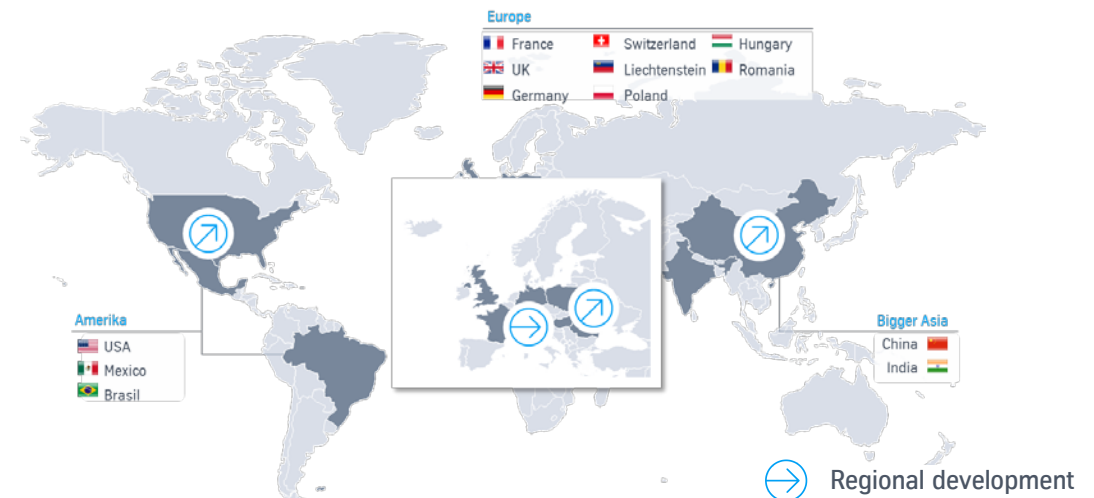 Europe
France
Switzerland
Hungary
UK
Liechtenstein
Romania
Germany
Poland
Amerika
USA
Mexico
Brasil
Bigger Asia
China
India
Regional development